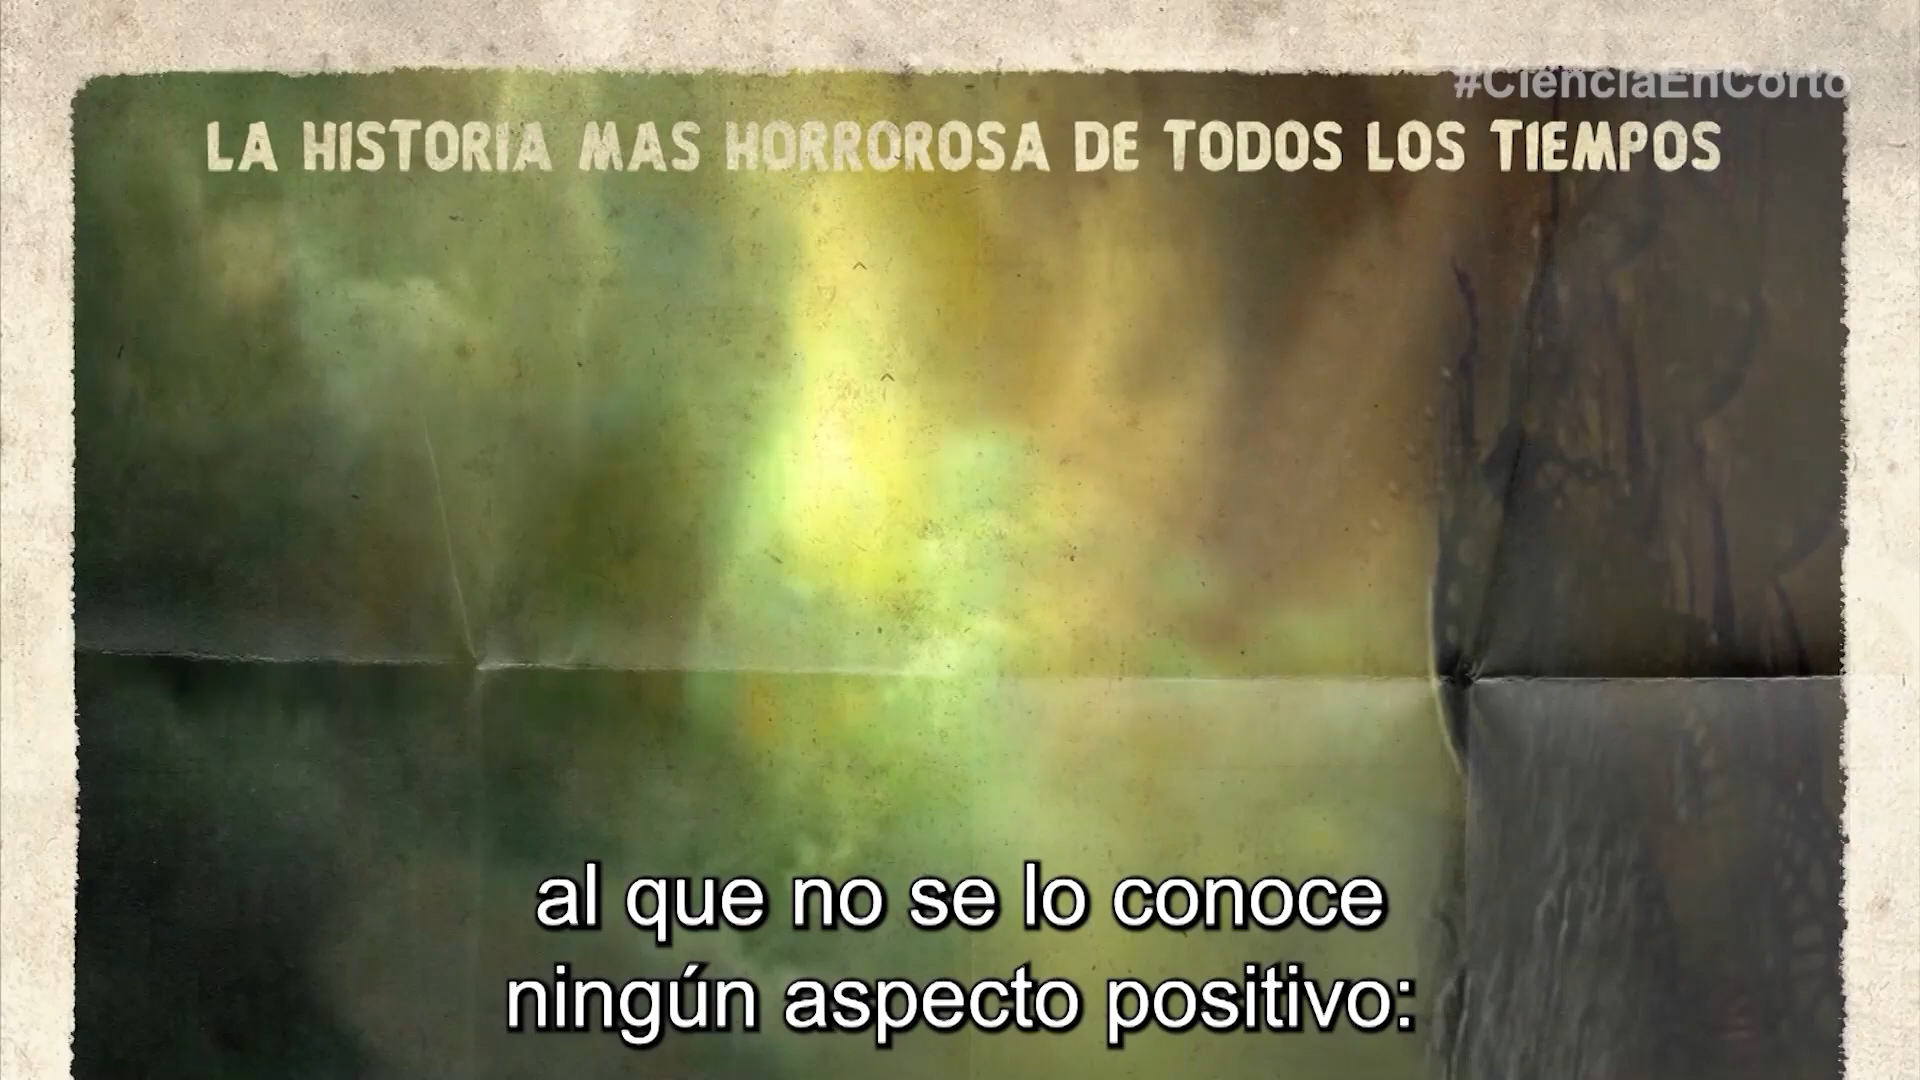 #CienciaEnCorto
LA HISTORIA MAS HORROROSA DE TODOS LOS TIEMPOS
al que no se lo conoce
ningún aspecto positivo: